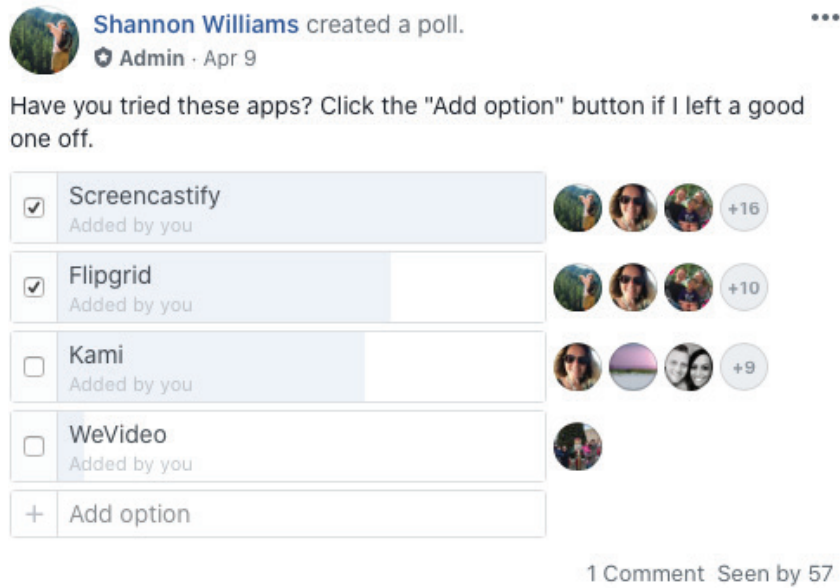 Shannon Williams created a poll.
Admin · Apr 9
Have you tried these apps? Click the "Add option" button if I left a good
one off.
Screencastify
Added by you
+16
Flipgrid
Added by you
+10
Kami
Added by you
+9
WeVideo
Added by you
+ Add option
1 Comment Seen by 57